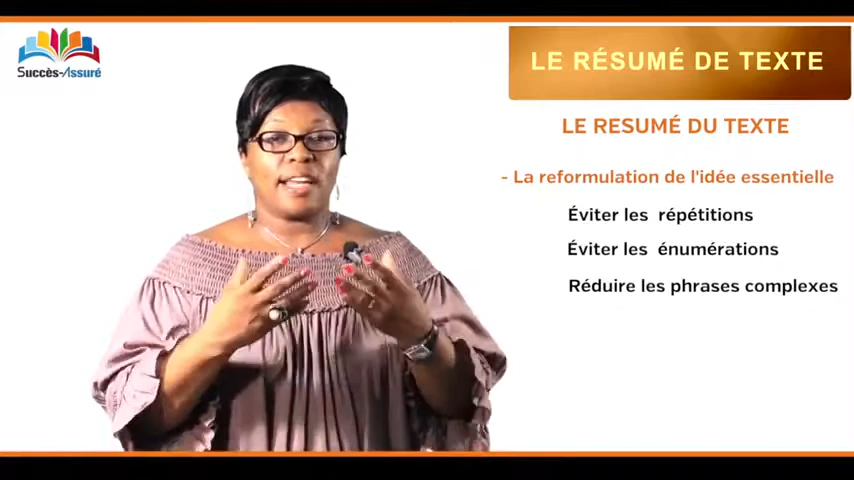 Succès-Assuré
LE RÉSUMÉ DE TEXTE
LE RESUMÉ DU TEXTE
- La reformulation de l'idée essentielle
Éviter les répétitions
Éviter les énumérations
Réduire les phrases complexes